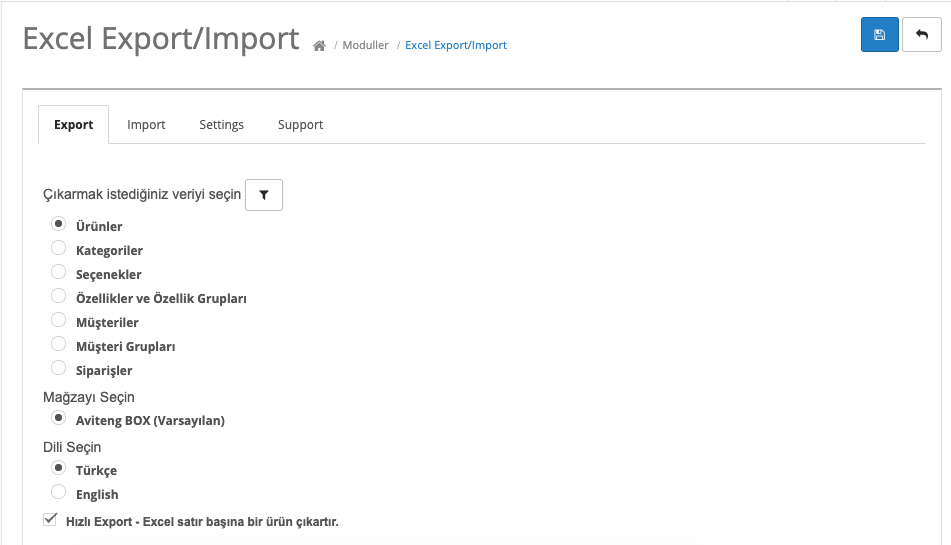 Excel Export/Import / Moduller / Excel Export/Import
Export Import Settings Support
Çıkarmak istediğiniz veriyi seçin
Ürünler
Kategoriler
Seçenekler
Özellikler ve Özellik Grupları
Müşteriler
Müşteri Grupları
Siparişler
Mağzayı Seçin
Aviteng BOX (Varsayılan)
Dili Seçin
Türkçe
English
Hızlı Export - Excel satır başına bir ürün çıkartır.